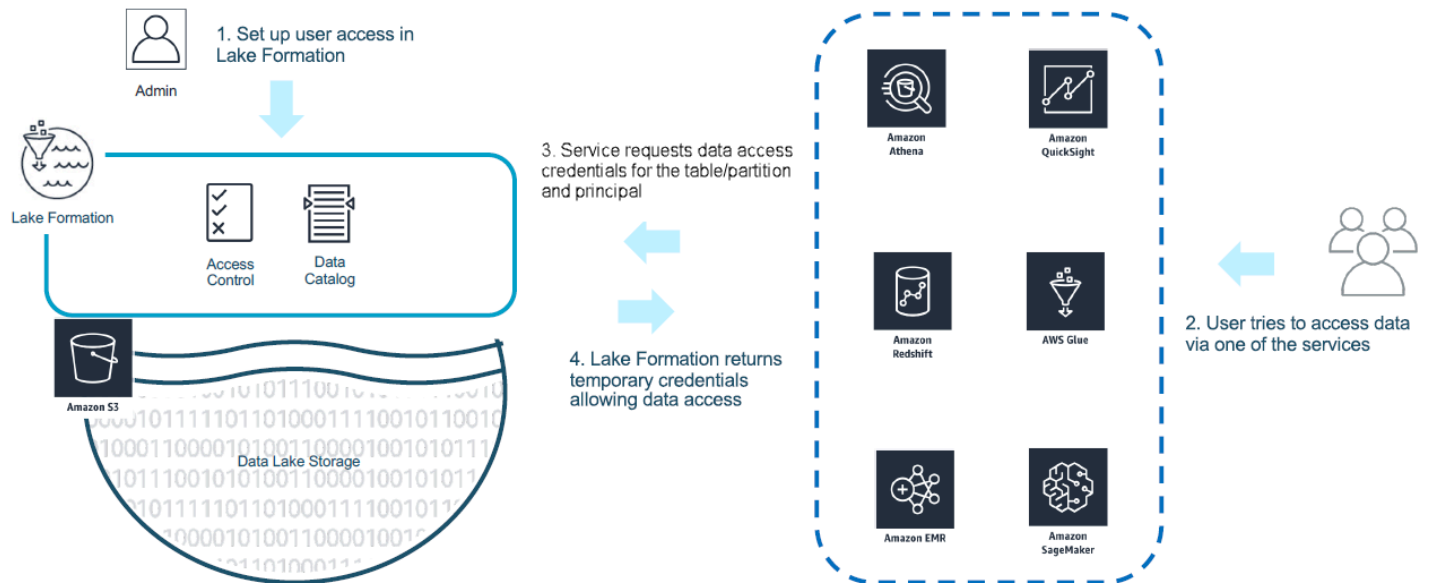 1. Set up user access in
Lake Formation
Admin
Lake Formation
Access
Control
Data
Catalog
Amazon S3
Data Lake Storage
3. Service requests data access
credentials for the table/partition
and principal
4. Lake Formation returns
temporary credentials
allowing data access
Amazon
Athena
Amazon
QuickSight
Amazon
Redshift
AWS Glue
Amazon EMR
Amazon
SageMaker
2. User tries to access data
via one of the services